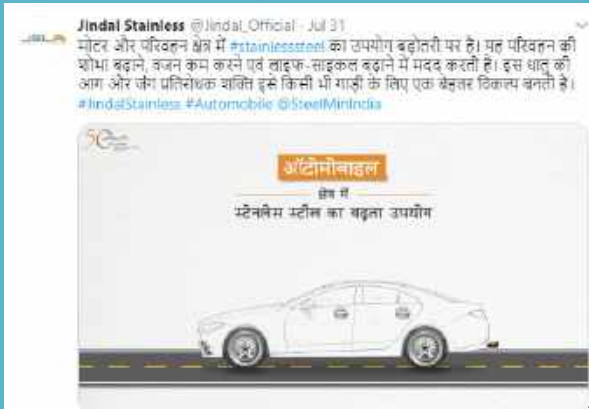 Jindal Stainless @Jindal_Official · Jul 31
मोटर और परिवहन क्षेत्र में #stainlesssteel का उपयोग बढ़ोतरी पर है। यह परिवहन की
शोभा बढ़ाने, वजन कम करने एवं लाइफ-साइकल बढ़ाने में मदद करती है। इस धातु की
आग और जंग प्रतिरोधक शक्ति इसे किसी भी गाड़ी के लिए एक बेहतर विकल्प बनती है।
#JindalStainless #Automobile @SteelMinIndia
50
ऑटोमोबाइल
क्षेत्र में
स्टेनलेस स्टील का बढ़ता उपयोग